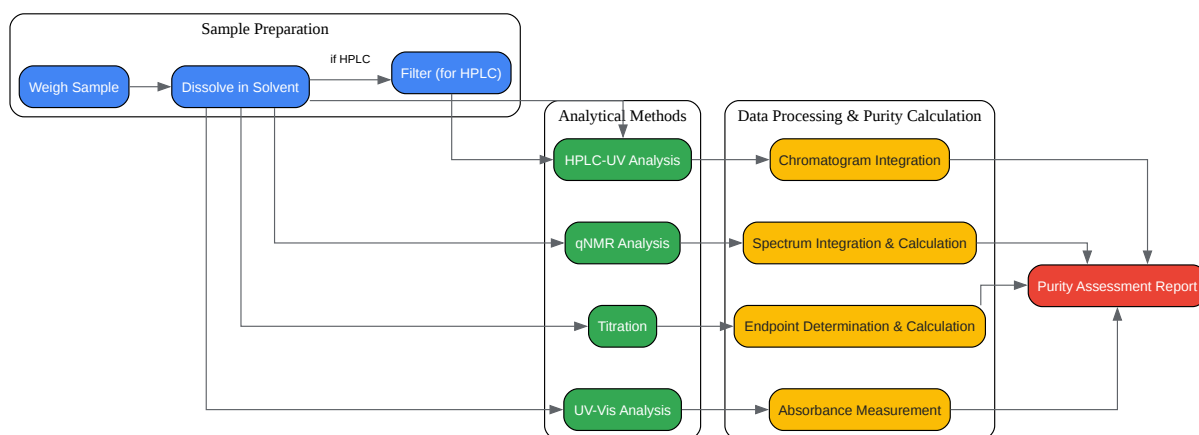 Sample Preparation
Weigh Sample
Dissolve in Solvent
if HPLC
Filter (for HPLC)
Analytical Methods
HPLC-UV Analysis
qNMR Analysis
Titration
UV-Vis Analysis
Data Processing & Purity Calculation
Chromatogram Integration
Spectrum Integration & Calculation
Endpoint Determination & Calculation
Absorbance Measurement
Purity Assessment Report